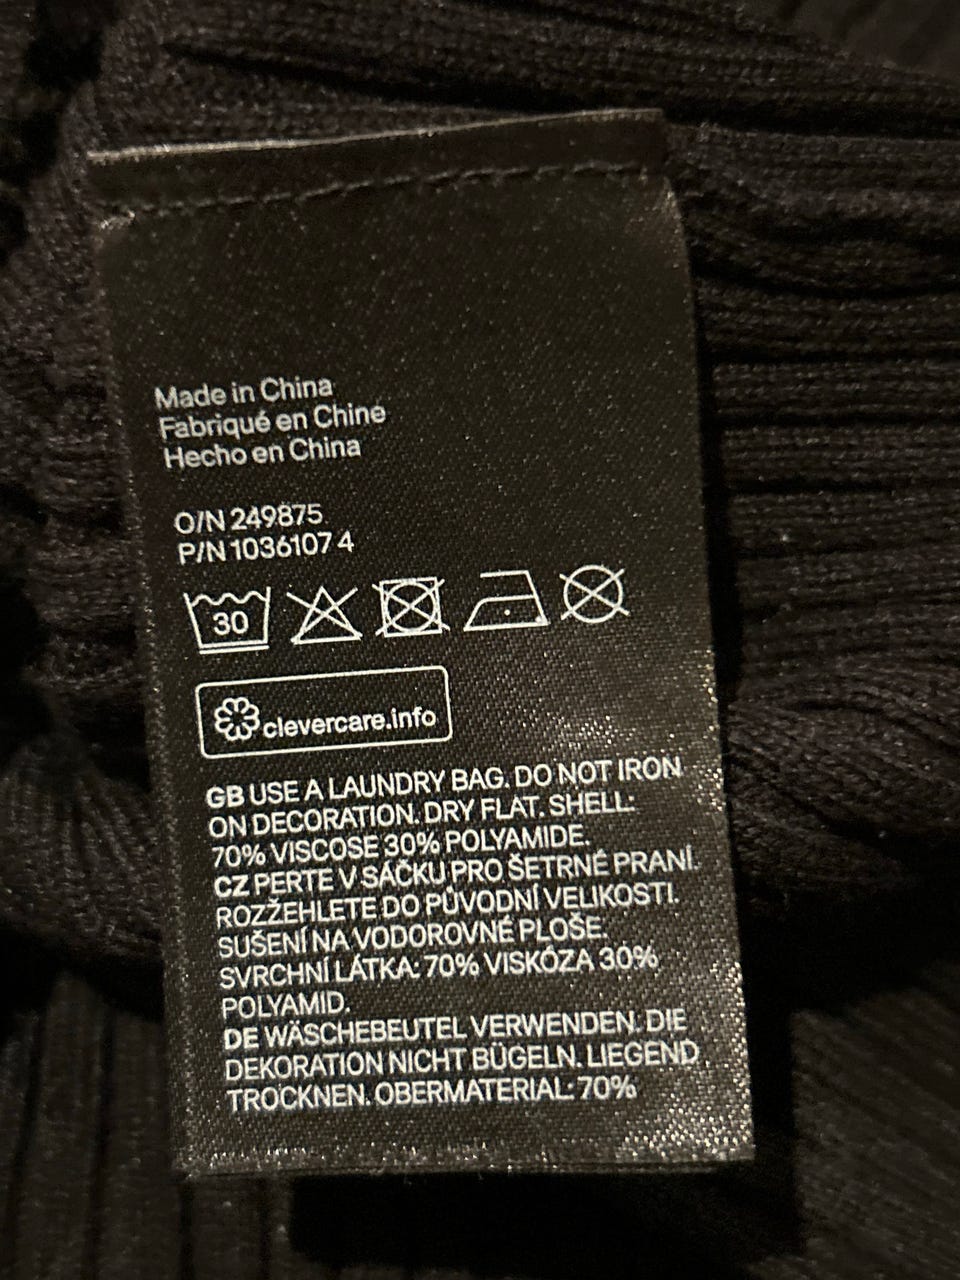 Made in China
Fabriqué en Chine
Hecho en China
O/N 249875
P/N 1036107 4
30
clevercare.info
GB USE A LAUNDRY BAG. DO NOT IRON
ON DECORATION. DRY FLAT. SHELL:
70% VISCOSE 30% POLYAMIDE.
CZ PERTE V SÁČKU PRO ŠETRNÉ PRANÍ.
ROZŽEHLETE DO PŮVODNÍ VELIKOSTI.
SUŠENÍ NA VODOROVNÉ PLOŠE.
SVRCHNÍ LÁTKA: 70% VISKÓZA 30%
POLYAMID.
DE WÄSCHEBEUTEL VERWENDEN. DIE
DEKORATION NICHT BÜGELN. LIEGEND
TROCKNEN. OBERMATERIAL: 70%